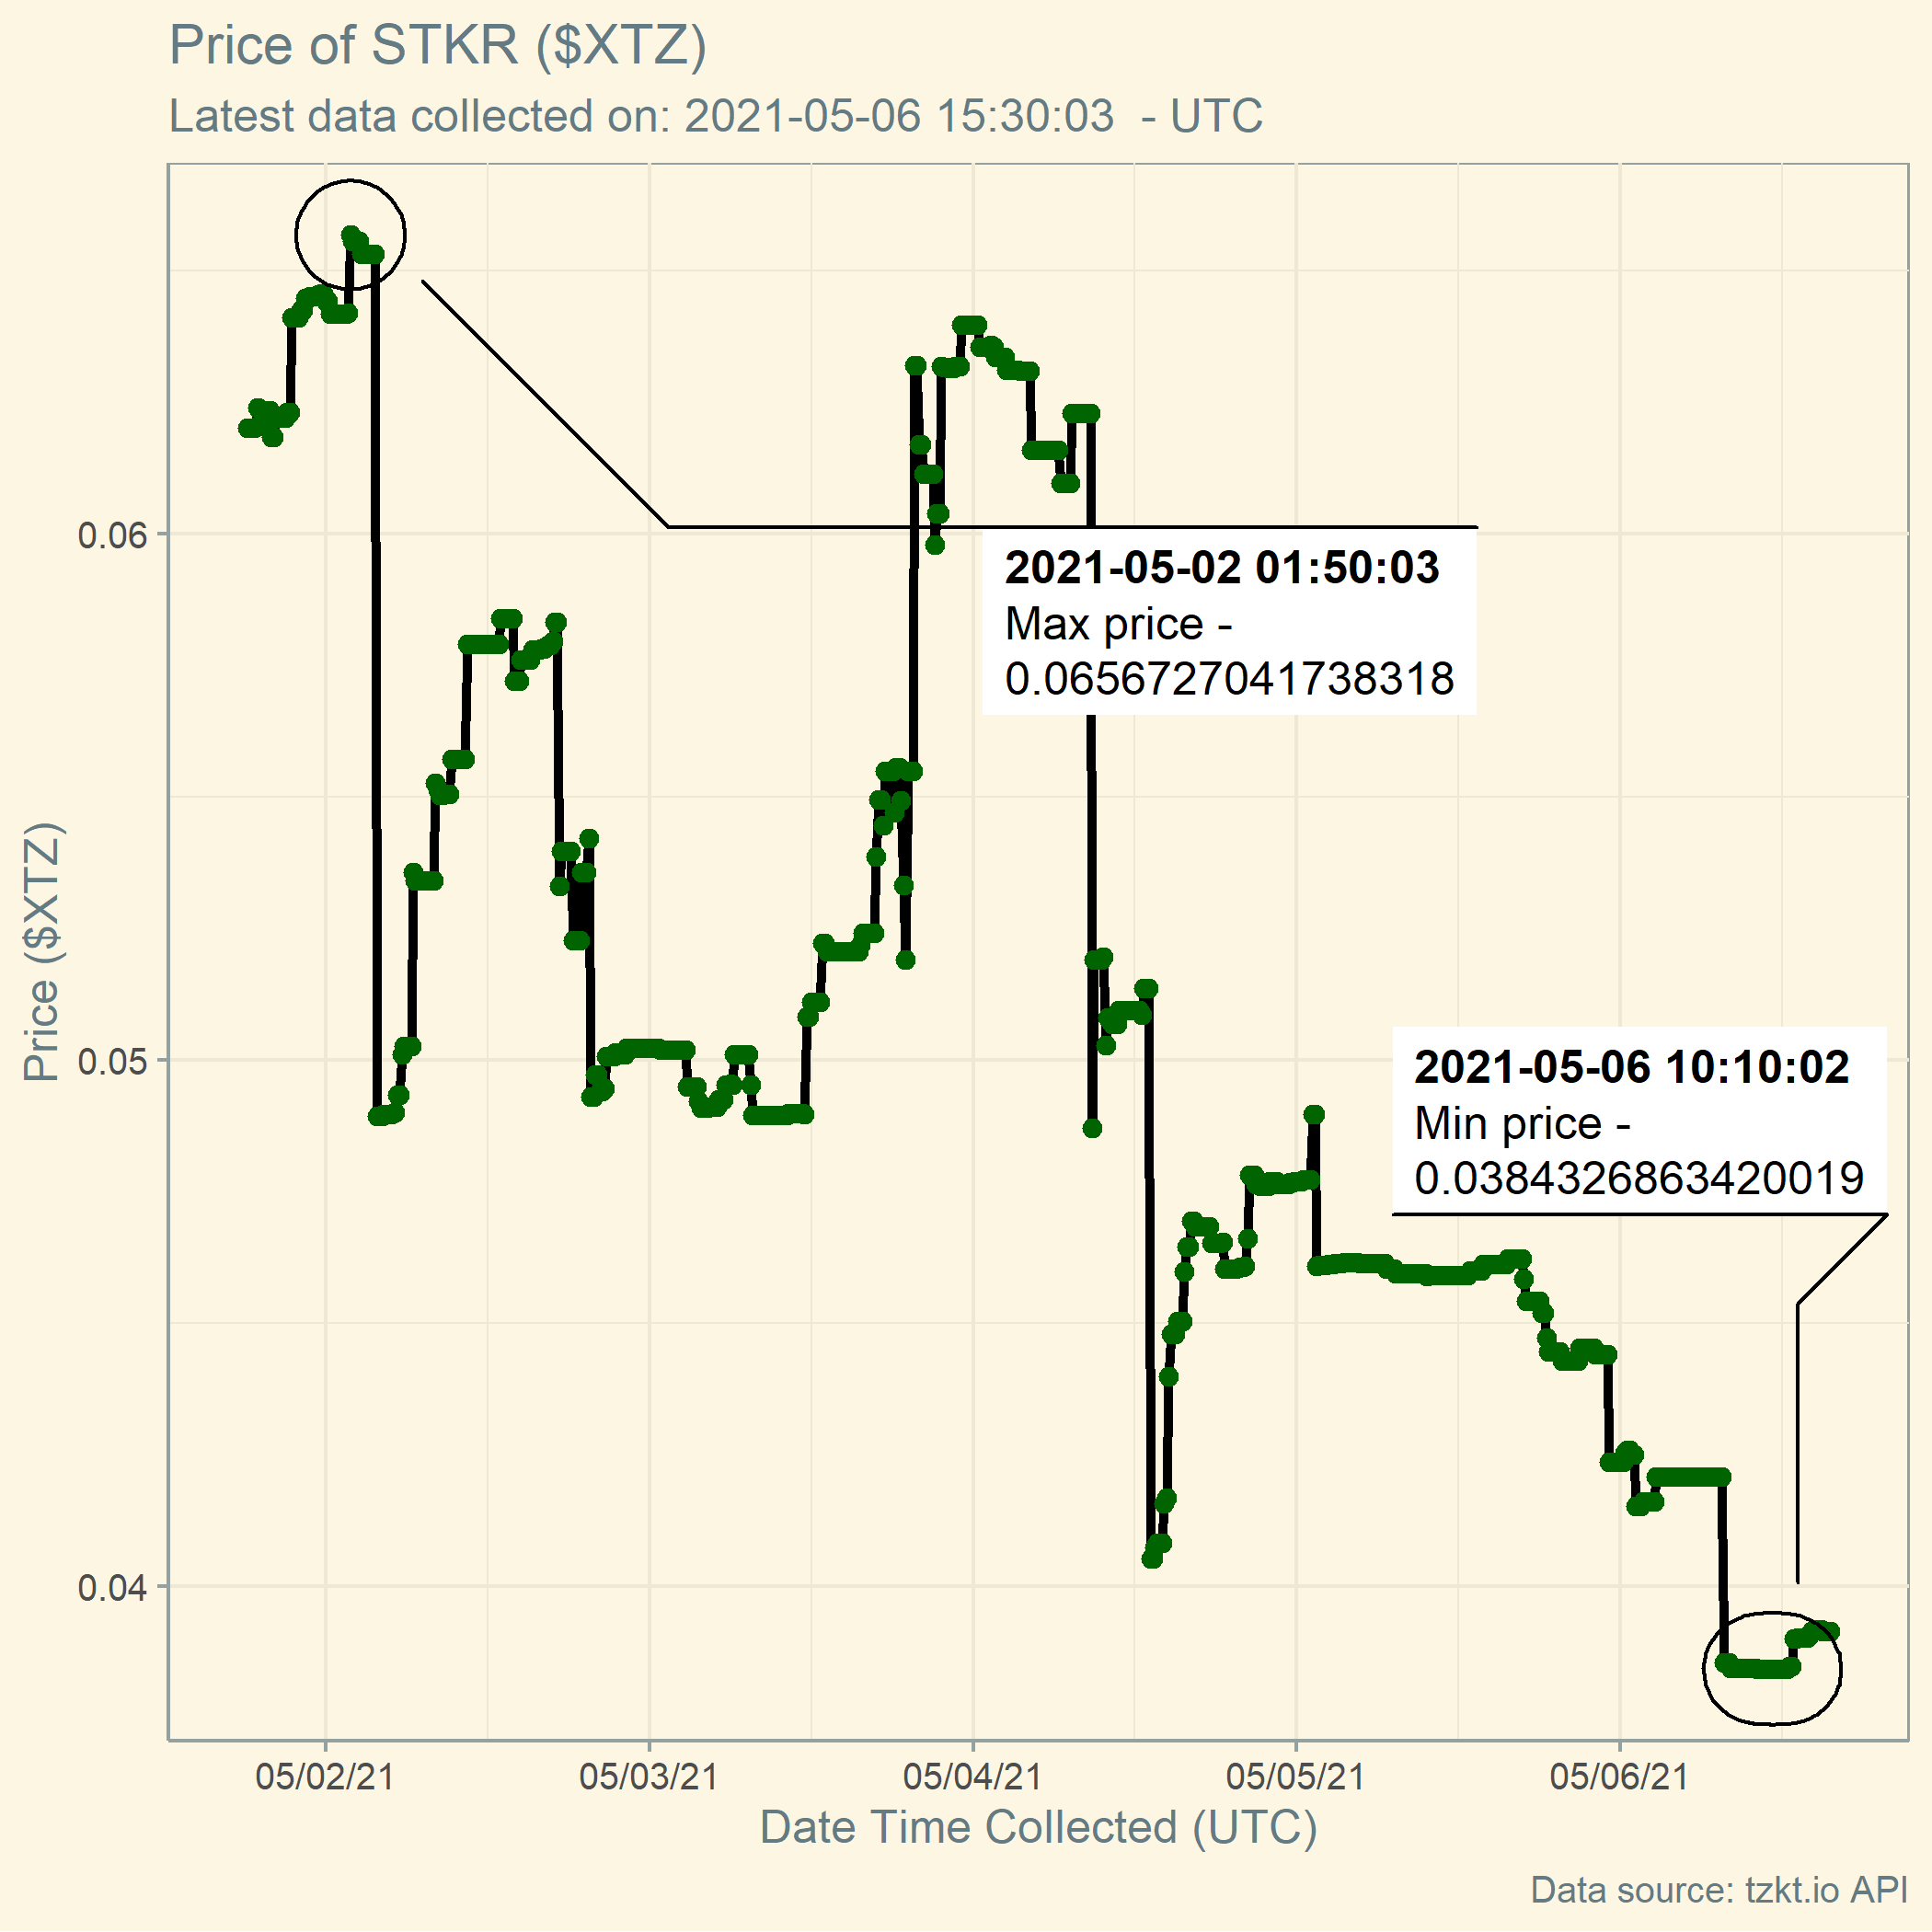 Price of STKR ($XTZ)
Latest data collected on: 2021-05-06 15:30:03  - UTC
Price ($XTZ)
0.06
0.05
0.04
2021-05-02 01:50:03
Max price -
0.0656727041738318
2021-05-06 10:10:02
Min price -
0.0384326863420019
05/02/21
05/03/21
05/04/21
05/05/21
05/06/21
Date Time Collected (UTC)
Data source: tzkt.io API